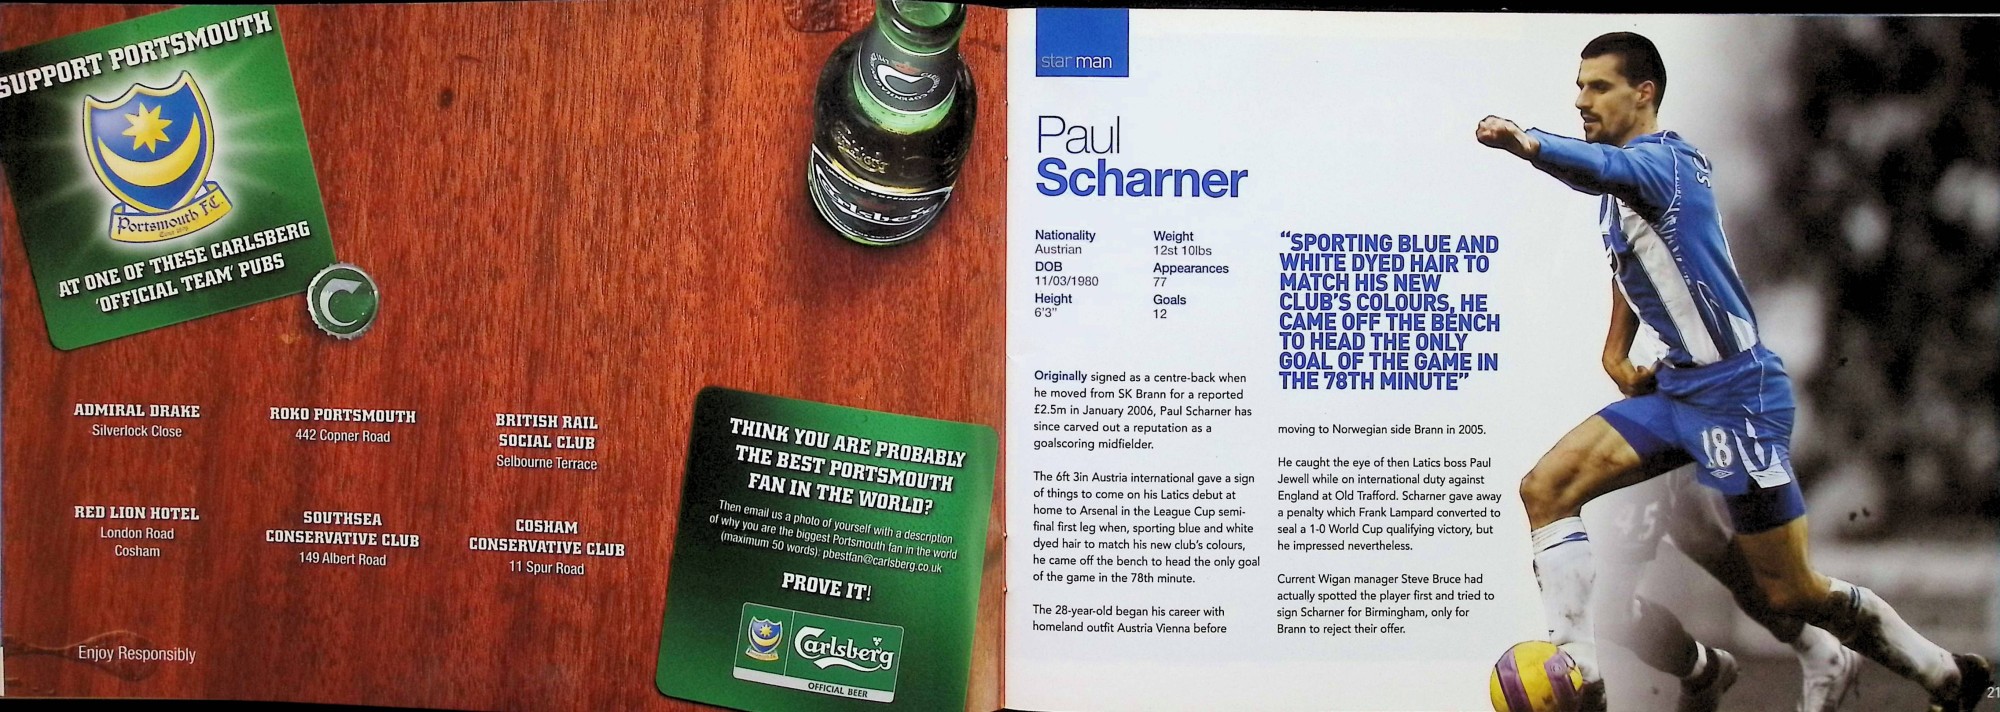 SUPPORT PORTSMOUTH
Portsmouth F.C.
AT ONE OF THESE CARLSBERG
'OFFICIAL TEAM' PUBS
Carlsberg
ADMIRAL DRAKE
Silverlock Close
ROKO PORTSMOUTH
442 Copner Road
BRITISH RAIL
SOCIAL CLUB
Selbourne Terrace
RED LION HOTEL
London Road
Cosham
SOUTHSEA
CONSERVATIVE CLUB
149 Albert Road
COSHAM
CONSERVATIVE CLUB
11 Spur Road
Enjoy Responsibly
THINK YOU ARE PROBABLY
THE BEST PORTSMOUTH
FAN IN THE WORLD?
Then email us a photo of yourself with a description
of why you are the biggest Portsmouth fan in the world
(maximum 50 words): pbestfan@carlsberg.co.uk
PROVE IT!
Carlsberg
OFFICIAL BEER
star man
Paul
Scharner
Nationality
Austrian
DOB
11/03/1980
Height
6'3"
Weight
12st 10lbs
Appearances
77
Goals
12
Originally signed as a centre-back when
he moved from SK Brann for a reported
£2.5m in January 2006, Paul Scharner has
since carved out a reputation as a
goalscoring midfielder.
The 6ft 3in Austria international gave a sign
of things to come on his Latics debut at
home to Arsenal in the League Cup semi-
final first leg when, sporting blue and white
dyed hair to match his new club's colours,
he came off the bench to head the only goal
of the game in the 78th minute.
The 28-year-old began his career with
homeland outfit Austria Vienna before
"SPORTING BLUE AND
WHITE DYED HAIR TO
MATCH HIS NEW
CLUB'S COLOURS, HE
CAME OFF THE BENCH
TO HEAD THE ONLY
GOAL OF THE GAME IN
THE 78TH MINUTE"
moving to Norwegian side Brann in 2005.
He caught the eye of then Latics boss Paul
Jewell while on international duty against
England at Old Trafford. Scharner gave away
a penalty which Frank Lampard converted to
seal a 1-0 World Cup qualifying victory, but
he impressed nevertheless.
Current Wigan manager Steve Bruce had
actually spotted the player first and tried to
sign Scharner for Birmingham, only for
Brann to reject their offer.
18
21